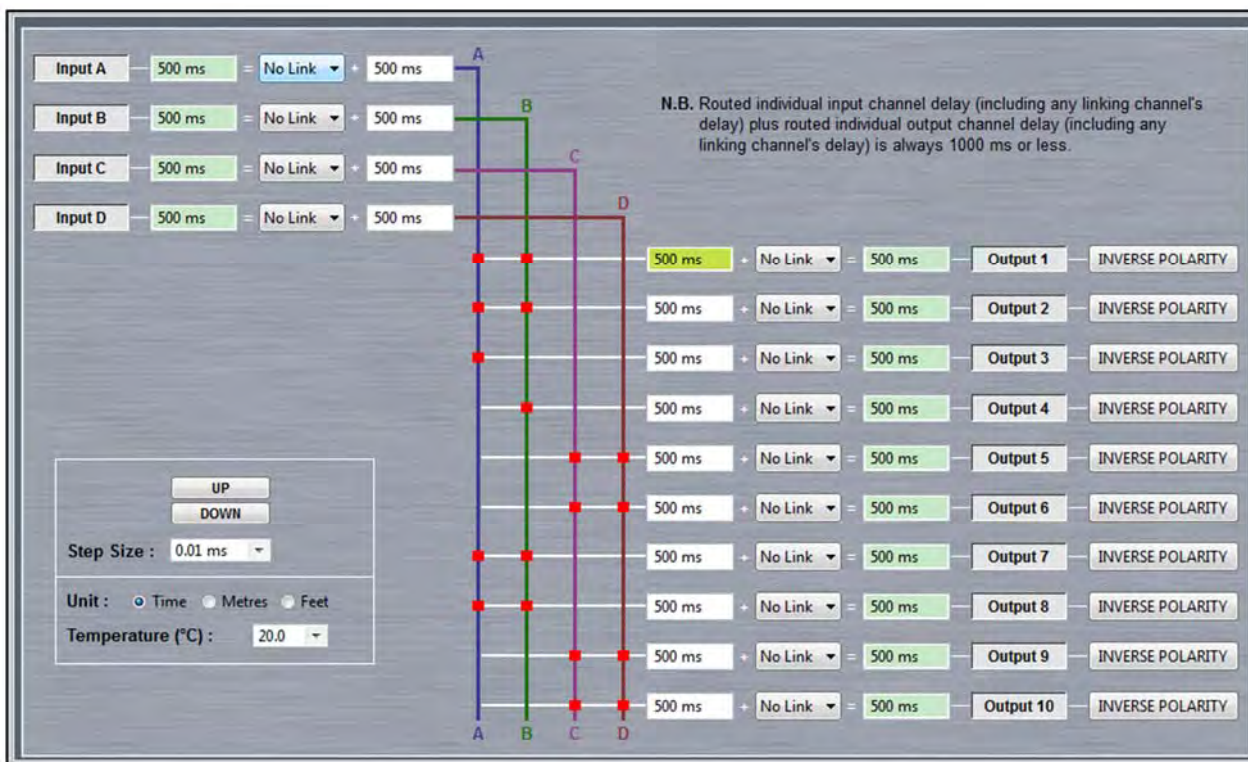 A
Input A 500 ms = No Link + 500 ms
B
Input B 500 ms = No Link + 500 ms
N.B. Routed individual input channel delay (including any linking channel's
delay) plus routed individual output channel delay (including any
linking channel's delay) is always 1000 ms or less.
C
Input C 500 ms = No Link + 500 ms
D
Input D 500 ms = No Link + 500 ms
500 ms + No Link = 500 ms Output 1 INVERSE POLARITY
500 ms + No Link = 500 ms Output 2 INVERSE POLARITY
500 ms + No Link = 500 ms Output 3 INVERSE POLARITY
500 ms + No Link = 500 ms Output 4 INVERSE POLARITY
500 ms + No Link = 500 ms Output 5 INVERSE POLARITY
500 ms + No Link = 500 ms Output 6 INVERSE POLARITY
500 ms + No Link = 500 ms Output 7 INVERSE POLARITY
500 ms + No Link = 500 ms Output 8 INVERSE POLARITY
500 ms + No Link = 500 ms Output 9 INVERSE POLARITY
500 ms + No Link = 500 ms Output 10 INVERSE POLARITY
UP
DOWN
Step Size : 0.01 ms
Unit : Time Metres Feet
Temperature (°C) : 20.0
A B C D